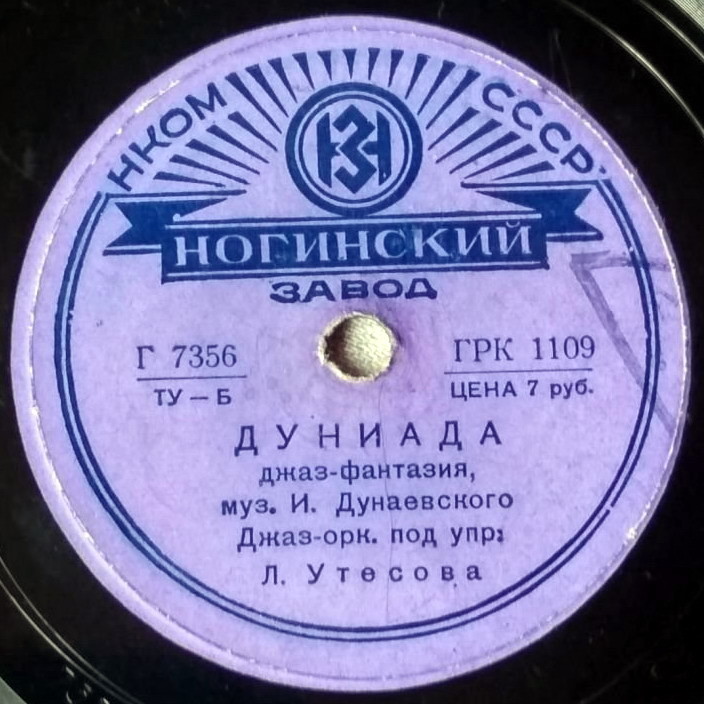 НКОМ СССР
НЗ
НОГИНСКИЙ
ЗАВОД
Г 7356
ТУ – Б
ГРК 1109
ЦЕНА 7 руб.
ДУНИАДА
джаз-фантазия,
муз. И. Дунаевского
Джаз-орк. под упр:
Л. Утесова